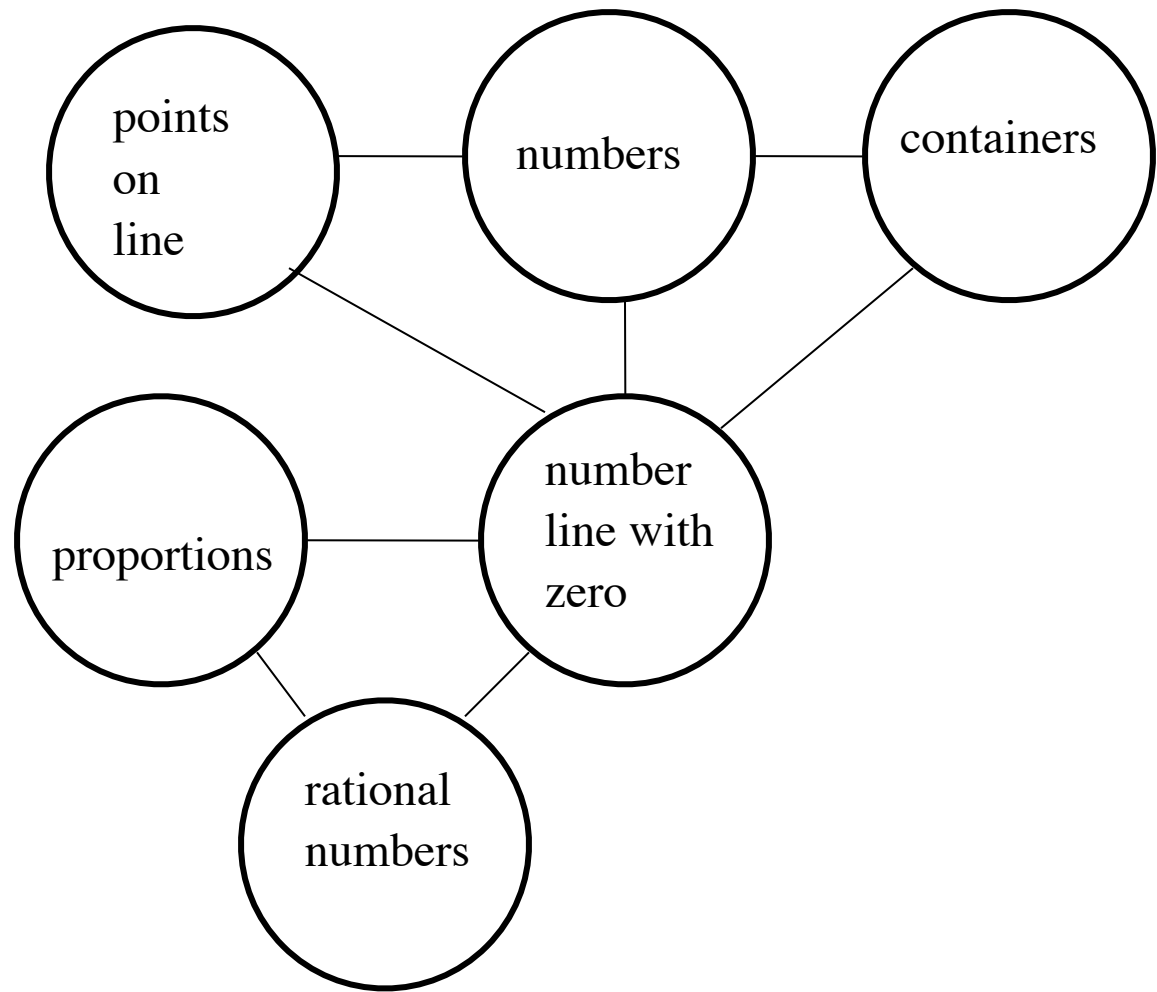 points
on
line
numbers
containers
proportions
number
line with
zero
rational
numbers